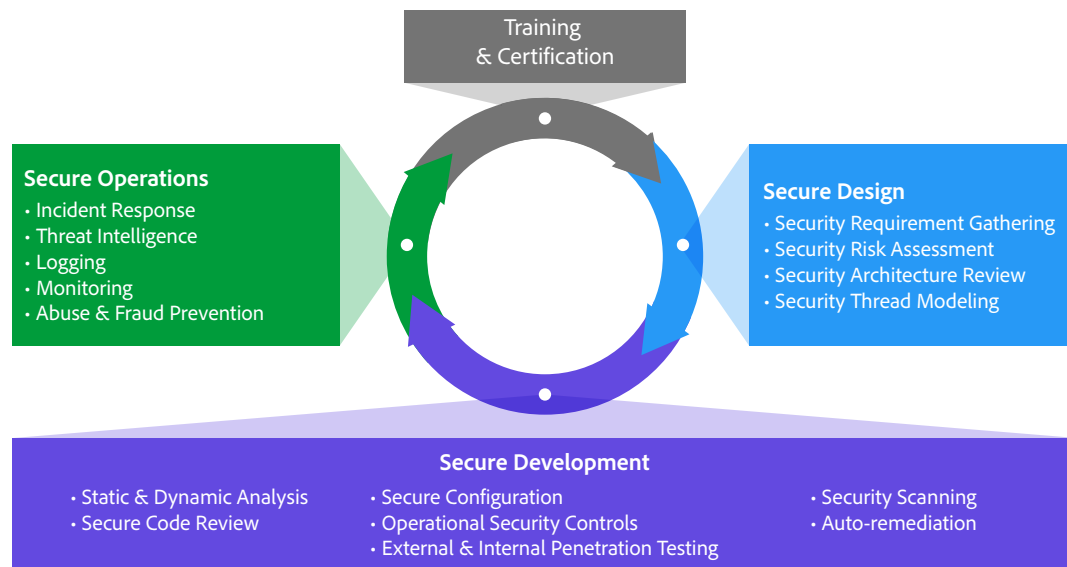 Training
& Certification
Secure Operations
• Incident Response
• Threat Intelligence
• Logging
• Monitoring
• Abuse & Fraud Prevention
Secure Design
• Security Requirement Gathering
• Security Risk Assessment
• Security Architecture Review
• Security Thread Modeling
Secure Development
• Static & Dynamic Analysis
• Secure Code Review
• Secure Configuration
• Operational Security Controls
• External & Internal Penetration Testing
• Security Scanning
• Auto-remediation